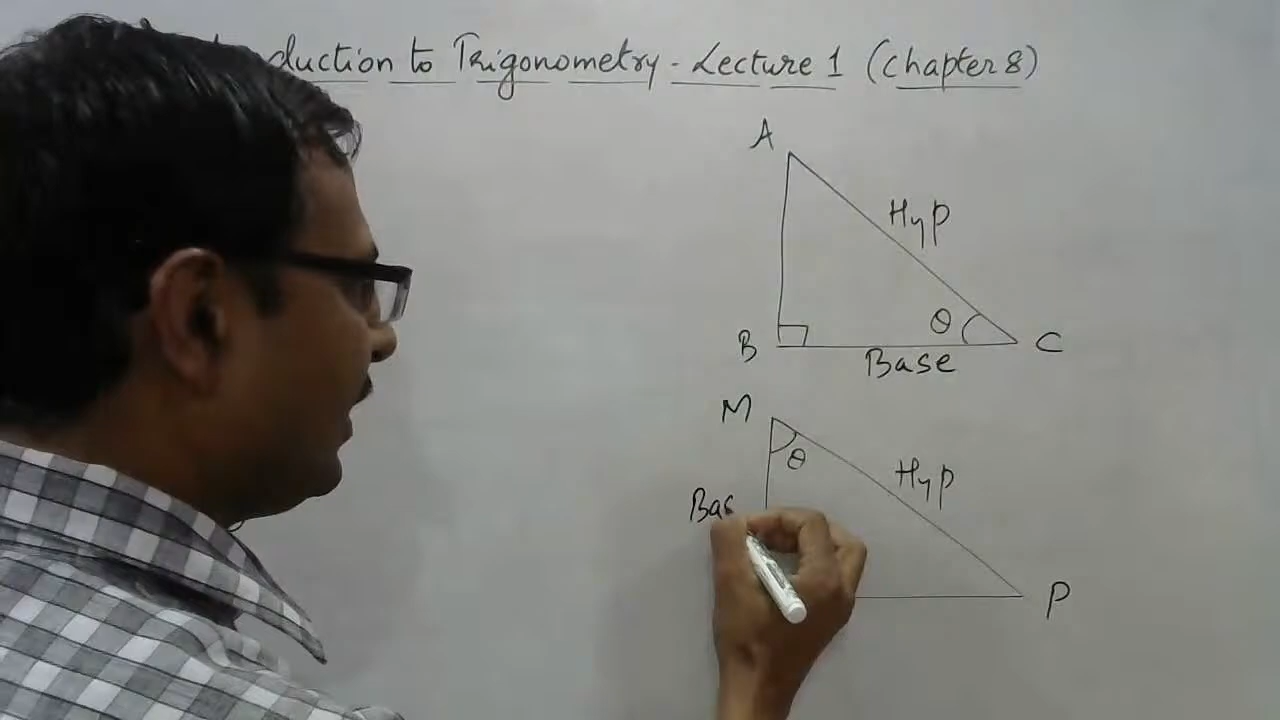 duction to Trigonometry - Lecture 1 (Chapter 8)
A
Hyp
θ
B
C
Base
M
θ
Hyp
Bas
P